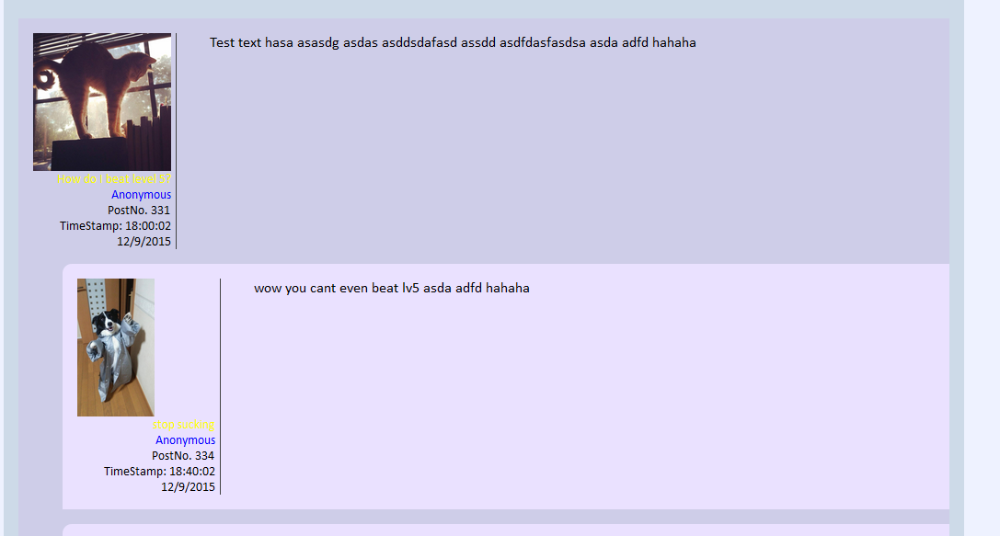 Test text hasa asasdg asdas asddsdafasd assdd asdfdasfasdsa asda adfd hahaha
How do I beat level 5?
Anonymous
PostNo. 331
TimeStamp: 18:00:02
12/9/2015
wow you cant even beat lv5 asda adfd hahaha
stop sucking
Anonymous
PostNo. 334
TimeStamp: 18:40:02
12/9/2015